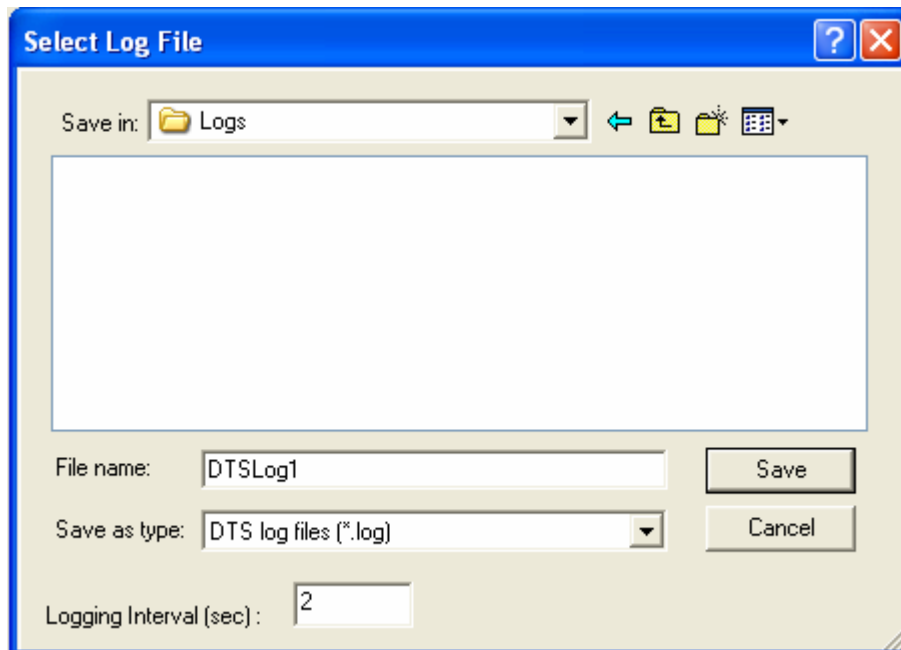 Select Log File
Save in: Logs
File name: DTSLog1
Save
Save as type: DTS log files (*.log)
Cancel
Logging Interval (sec) : 2